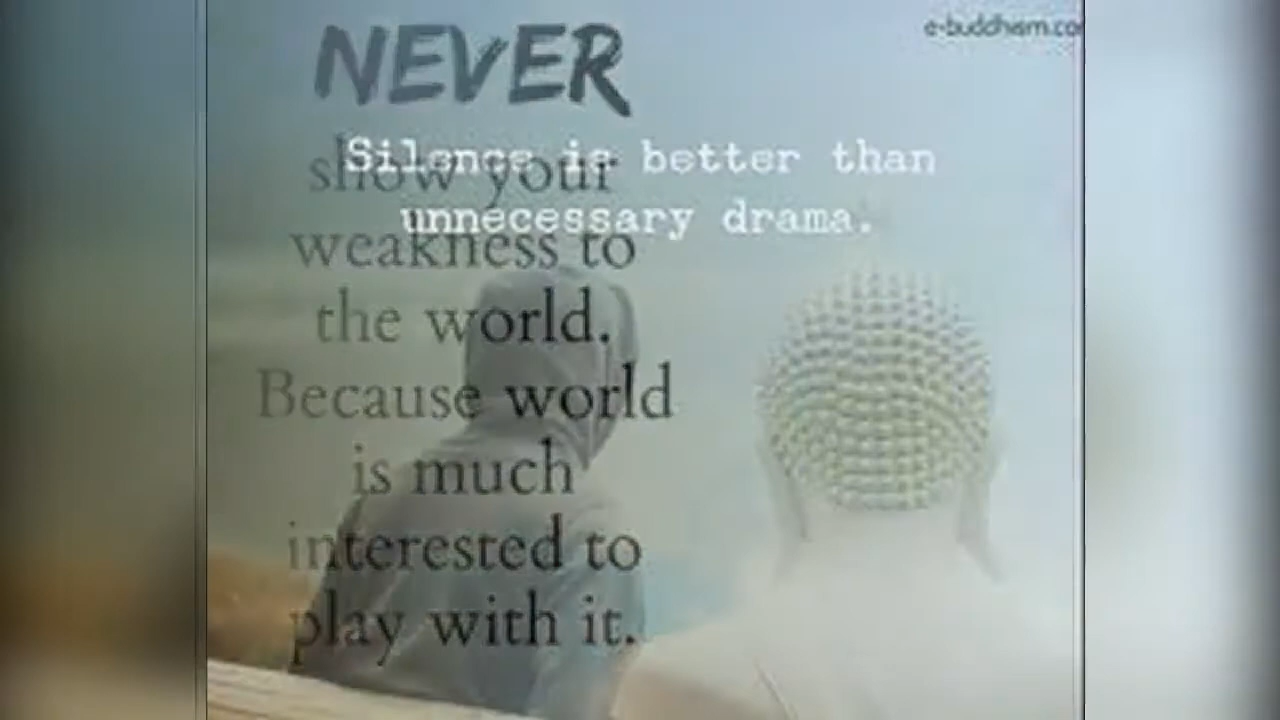 NEVER
show your
weakness to
the world.
Because world
is much
interested to
play with it.
Silence is better than
unnecessary drama.
e-buddhism.co